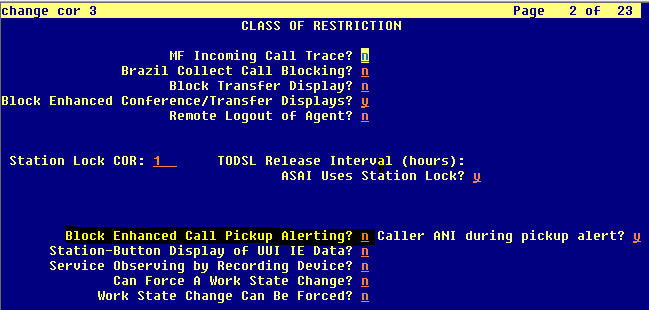 change cor 3 Page 2 of 23
CLASS OF RESTRICTION
MF Incoming Call Trace? n
Brazil Collect Call Blocking? n
Block Transfer Display? n
Block Enhanced Conference/Transfer Displays? y
Remote Logout of Agent? n
Station Lock COR: 1 TODSL Release Interval (hours):
ASAI Uses Station Lock? y
Block Enhanced Call Pickup Alerting? n Caller ANI during pickup alert? y
Station-Button Display of UUI IE Data? n
Service Observing by Recording Device? n
Can Force A Work State Change? n
Work State Change Can Be Forced? n